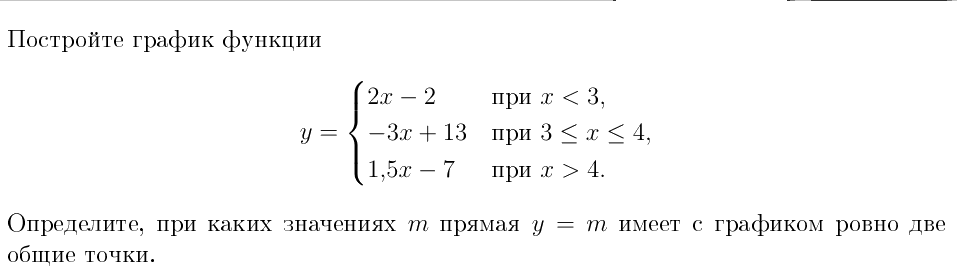 Постройте график функции
y = { 2x − 2 при x < 3,
−3x + 13 при 3 ≤ x ≤ 4,
1,5x − 7 при x > 4.
Определите, при каких значениях m прямая y = m имеет с графиком ровно две
общие точки.